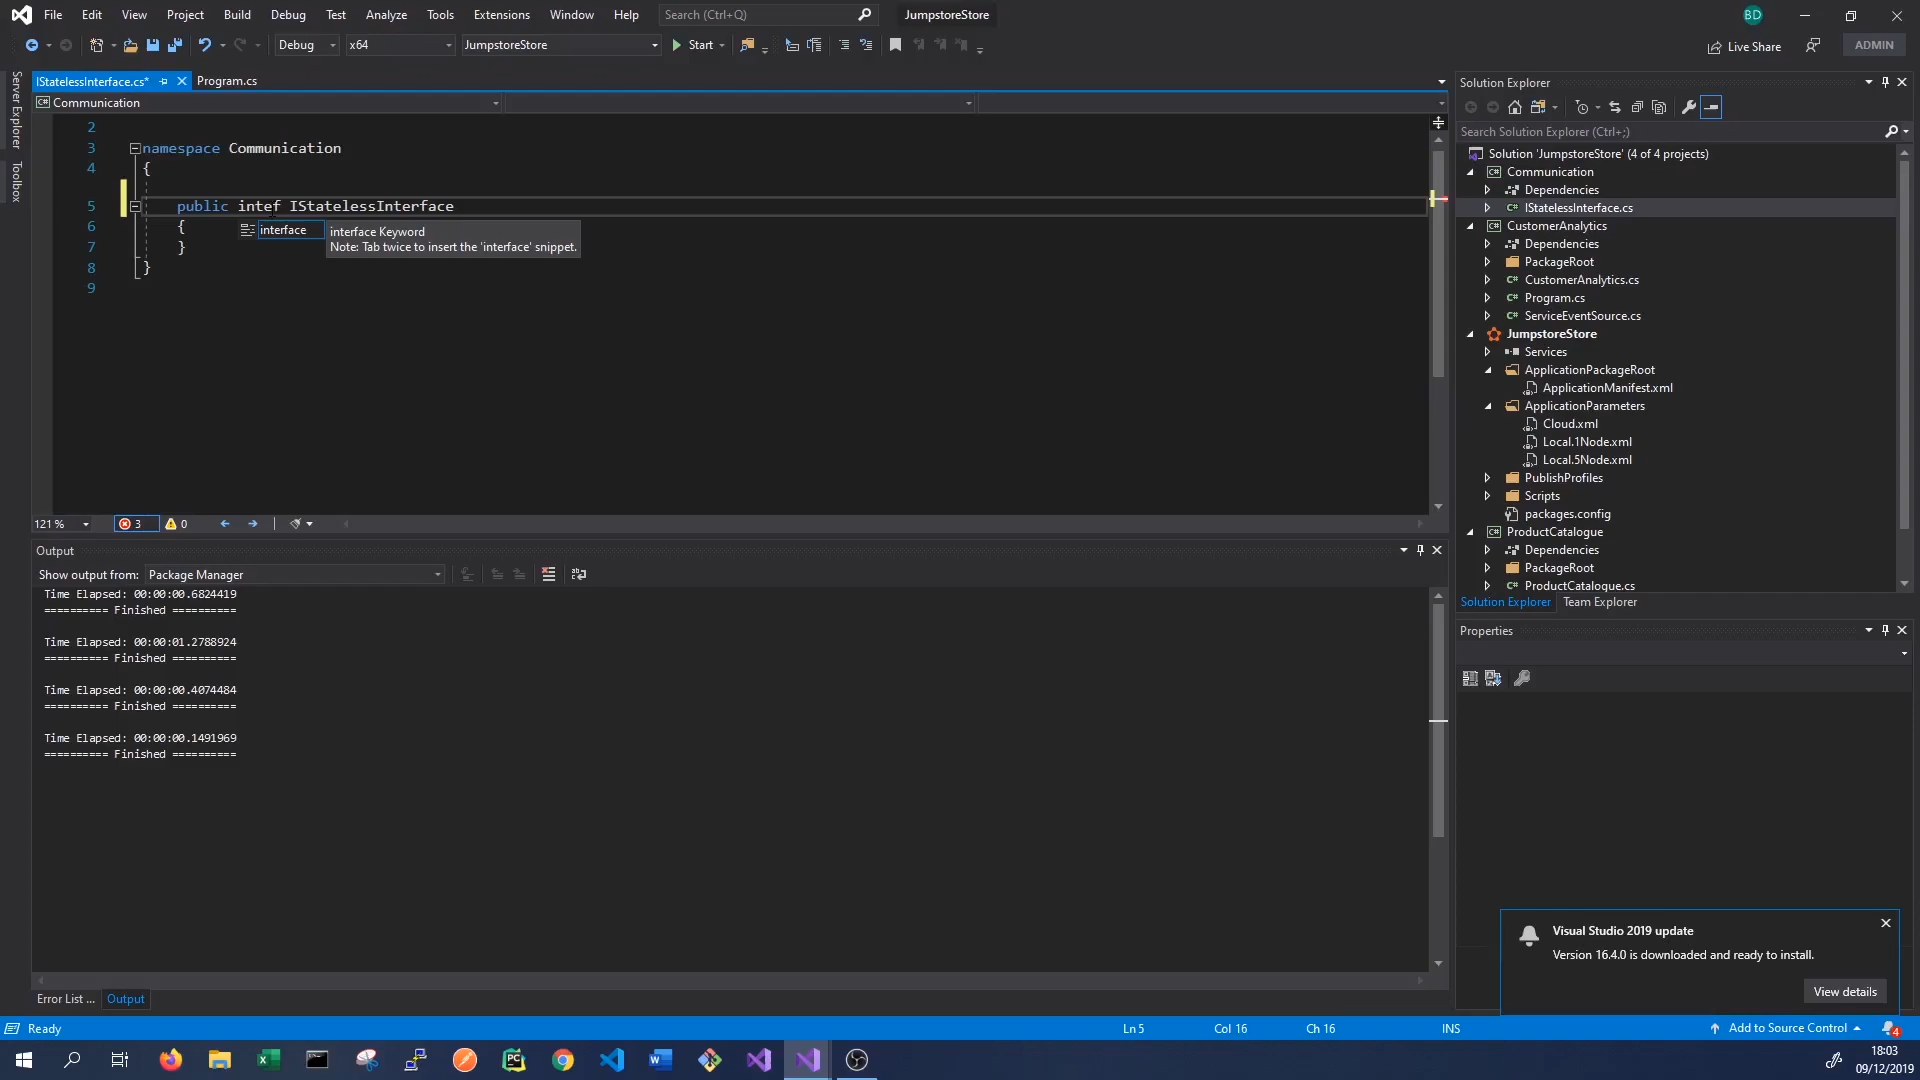 File Edit View Project Build Debug Test Analyze Tools Extensions Window Help Search (Ctrl+Q) JumpstoreStore BD
Debug x64 JumpstoreStore Start Live Share ADMIN
Server Explorer
Toolbox
IStatelessInterface.cs* Program.cs
Communication
2
3 namespace Communication
4 {
5 public intef IStatelessInterface
6 {
7 }
8 }
9
interface
interface Keyword
Note: Tab twice to insert the 'interface' snippet.
121 % 3 0
Output
Show output from: Package Manager
Time Elapsed: 00:00:00.6824419
========== Finished ==========
Time Elapsed: 00:00:01.2788924
========== Finished ==========
Time Elapsed: 00:00:00.4074484
========== Finished ==========
Time Elapsed: 00:00:00.1491969
========== Finished ==========
Error List ... Output
Solution Explorer
Search Solution Explorer (Ctrl+;)
Solution 'JumpstoreStore' (4 of 4 projects)
C# Communication
Dependencies
C# IStatelessInterface.cs
C# CustomerAnalytics
Dependencies
PackageRoot
C# CustomerAnalytics.cs
C# Program.cs
C# ServiceEventSource.cs
JumpstoreStore
Services
ApplicationPackageRoot
ApplicationManifest.xml
ApplicationParameters
Cloud.xml
Local.1Node.xml
Local.5Node.xml
PublishProfiles
Scripts
packages.config
C# ProductCatalogue
Dependencies
PackageRoot
C# ProductCatalogue.cs
Solution Explorer Team Explorer
Properties
Visual Studio 2019 update
Version 16.4.0 is downloaded and ready to install.
View details
Ready Ln 5 Col 16 Ch 16 INS Add to Source Control 4
18:03
09/12/2019